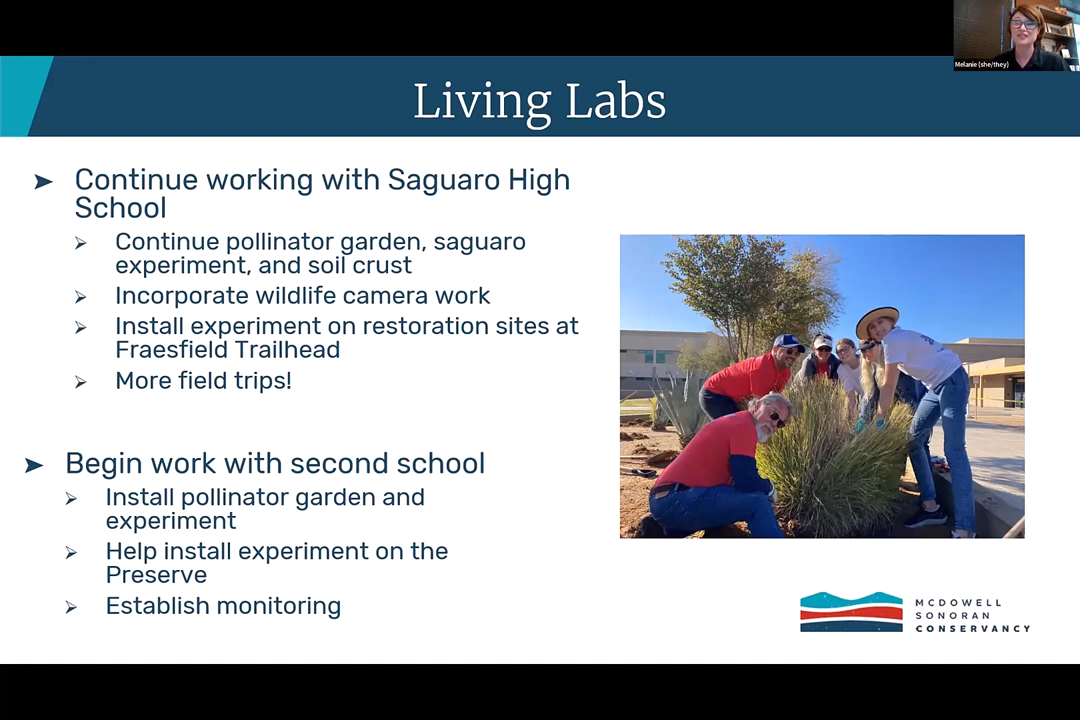 Melanie (she/they)
Living Labs
Continue working with Saguaro High
School
Continue pollinator garden, saguaro
experiment, and soil crust
Incorporate wildlife camera work
Install experiment on restoration sites at
Fraesfield Trailhead
More field trips!
Begin work with second school
Install pollinator garden and
experiment
Help install experiment on the
Preserve
Establish monitoring
MCDOWELL
SONORAN
CONSERVANCY